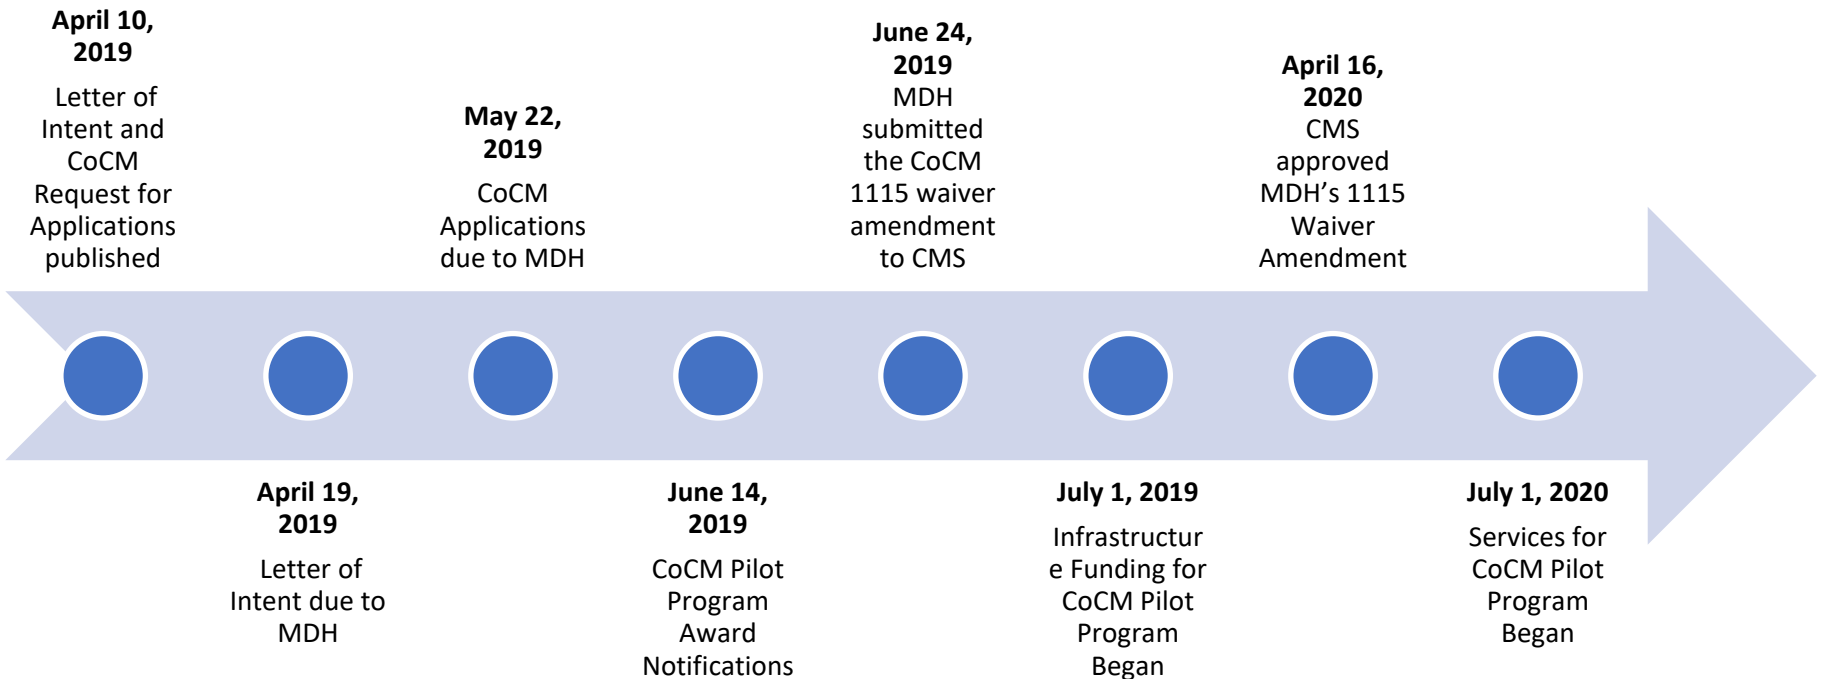 April 10,
2019
Letter of
Intent and
CoCM
Request for
Applications
published
April 19,
2019
Letter of
Intent due to
MDH
May 22,
2019
CoCM
Applications
due to MDH
June 14,
2019
CoCM Pilot
Program
Award
Notifications
June 24,
2019
MDH
submitted
the CoCM
1115 waiver
amendment
to CMS
July 1, 2019
Infrastructur
e Funding for
CoCM Pilot
Program
Began
April 16,
2020
CMS
approved
MDH’s 1115
Waiver
Amendment
July 1, 2020
Services for
CoCM Pilot
Program
Began